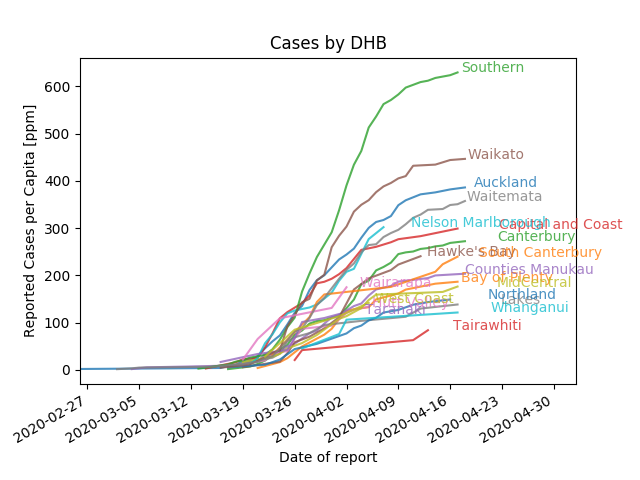 Cases by DHB
Reported Cases per Capita [ppm]
600
500
400
300
200
100
0
Southern
Waikato
Auckland
Waitemata
Nelson Marlborough
Capital and Coast
Canterbury
Hawke's Bay
South Canterbury
Counties Manukau
Bay of Plenty
MidCentral
Wairarapa
Northland
Lakes
West Coast
Hutt Valley
Taranaki
Whanganui
Tairawhiti
2020-02-27
2020-03-05
2020-03-12
2020-03-19
2020-03-26
2020-04-02
2020-04-09
2020-04-16
2020-04-23
2020-04-30
Date of report